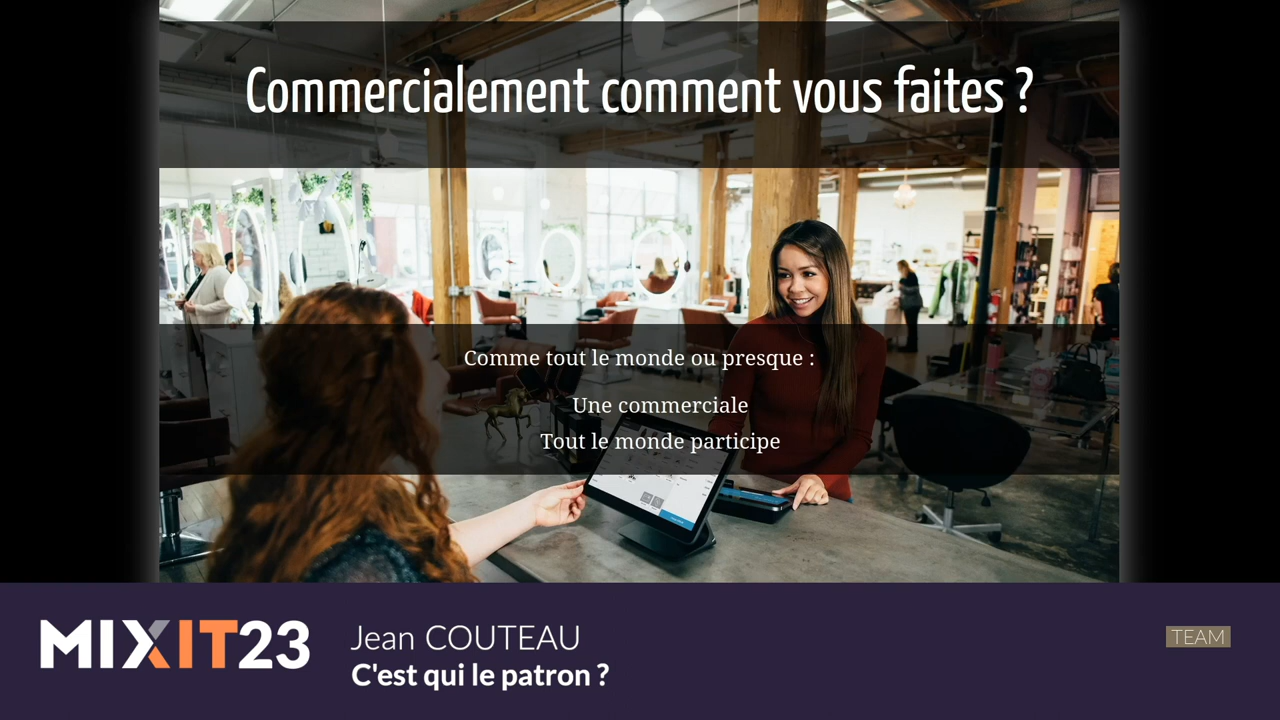 Commercialement comment vous faites ?
Comme tout le monde ou presque :
Une commerciale
Tout le monde participe
MIXIT23
Jean COUTEAU
C'est qui le patron ?
TEAM